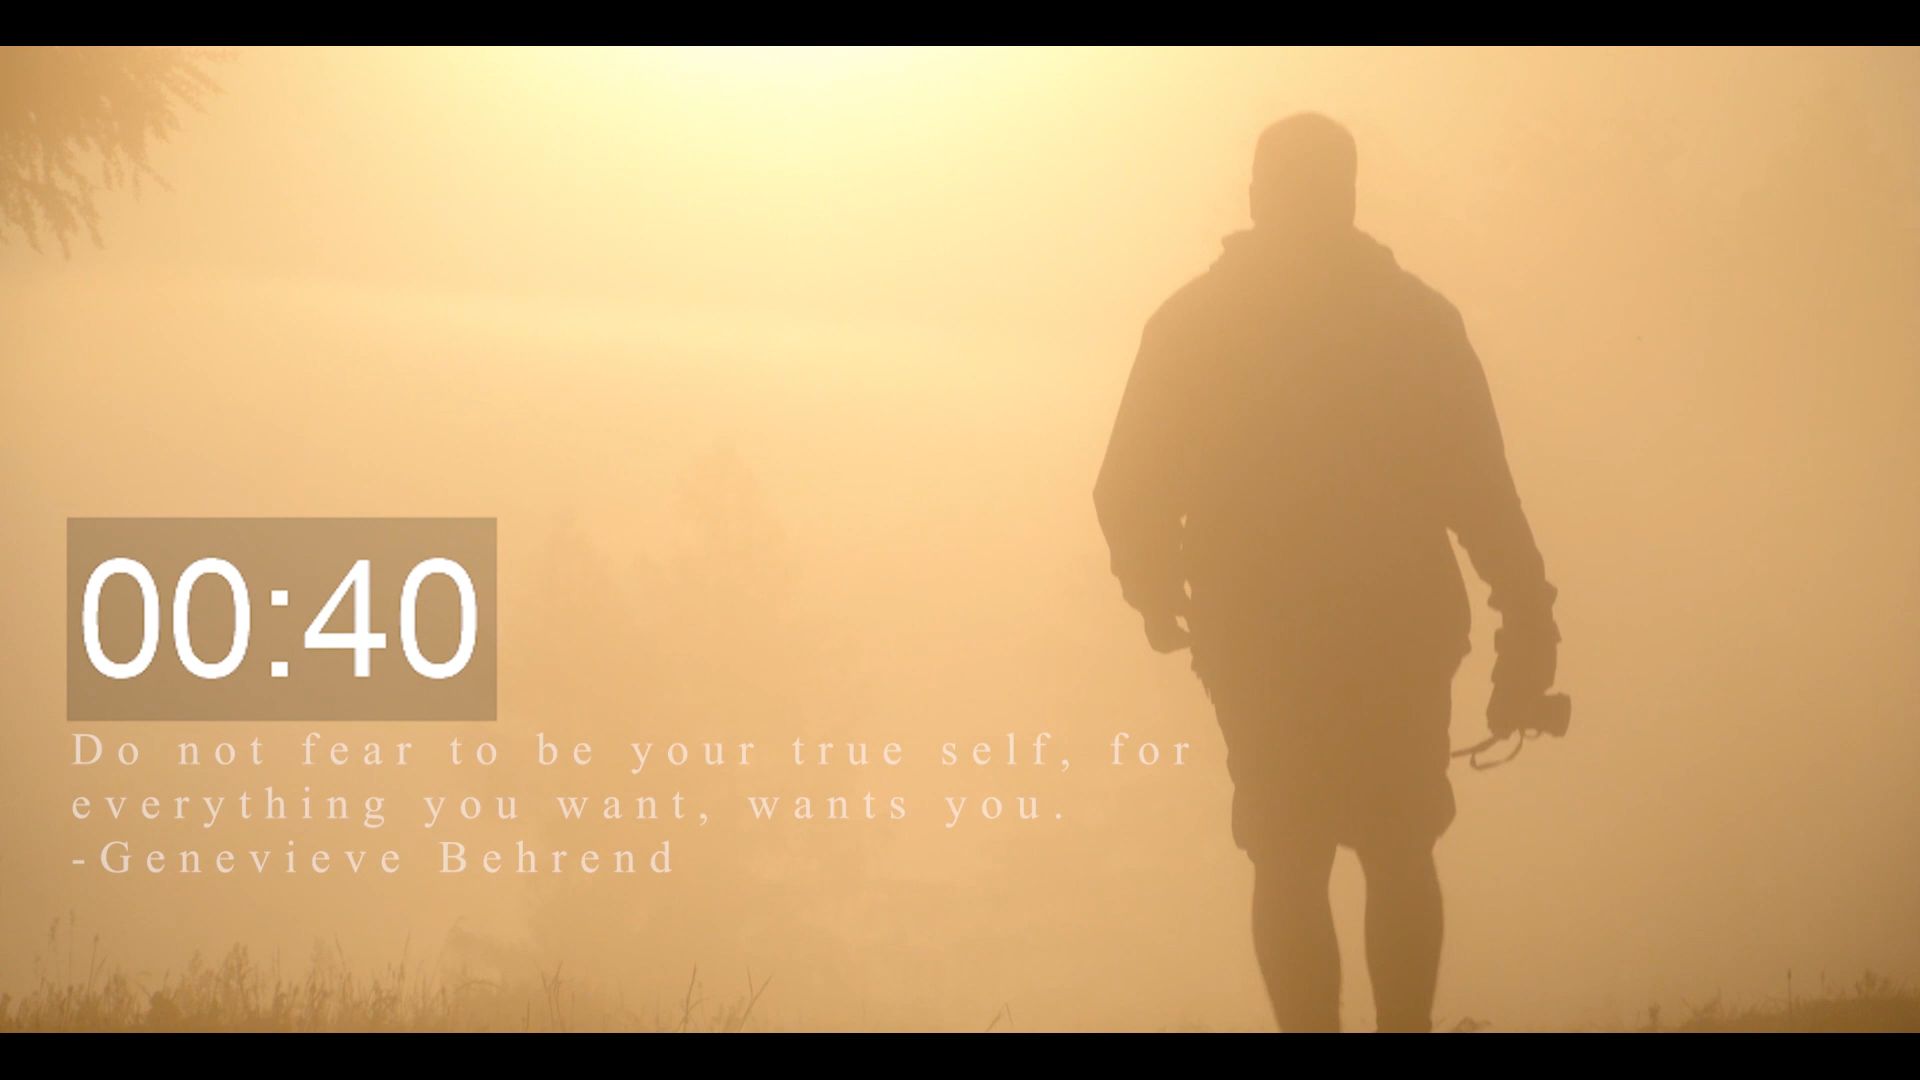 00:40
Do not fear to be your true self, for
everything you want, wants you.
-Genevieve Behrend